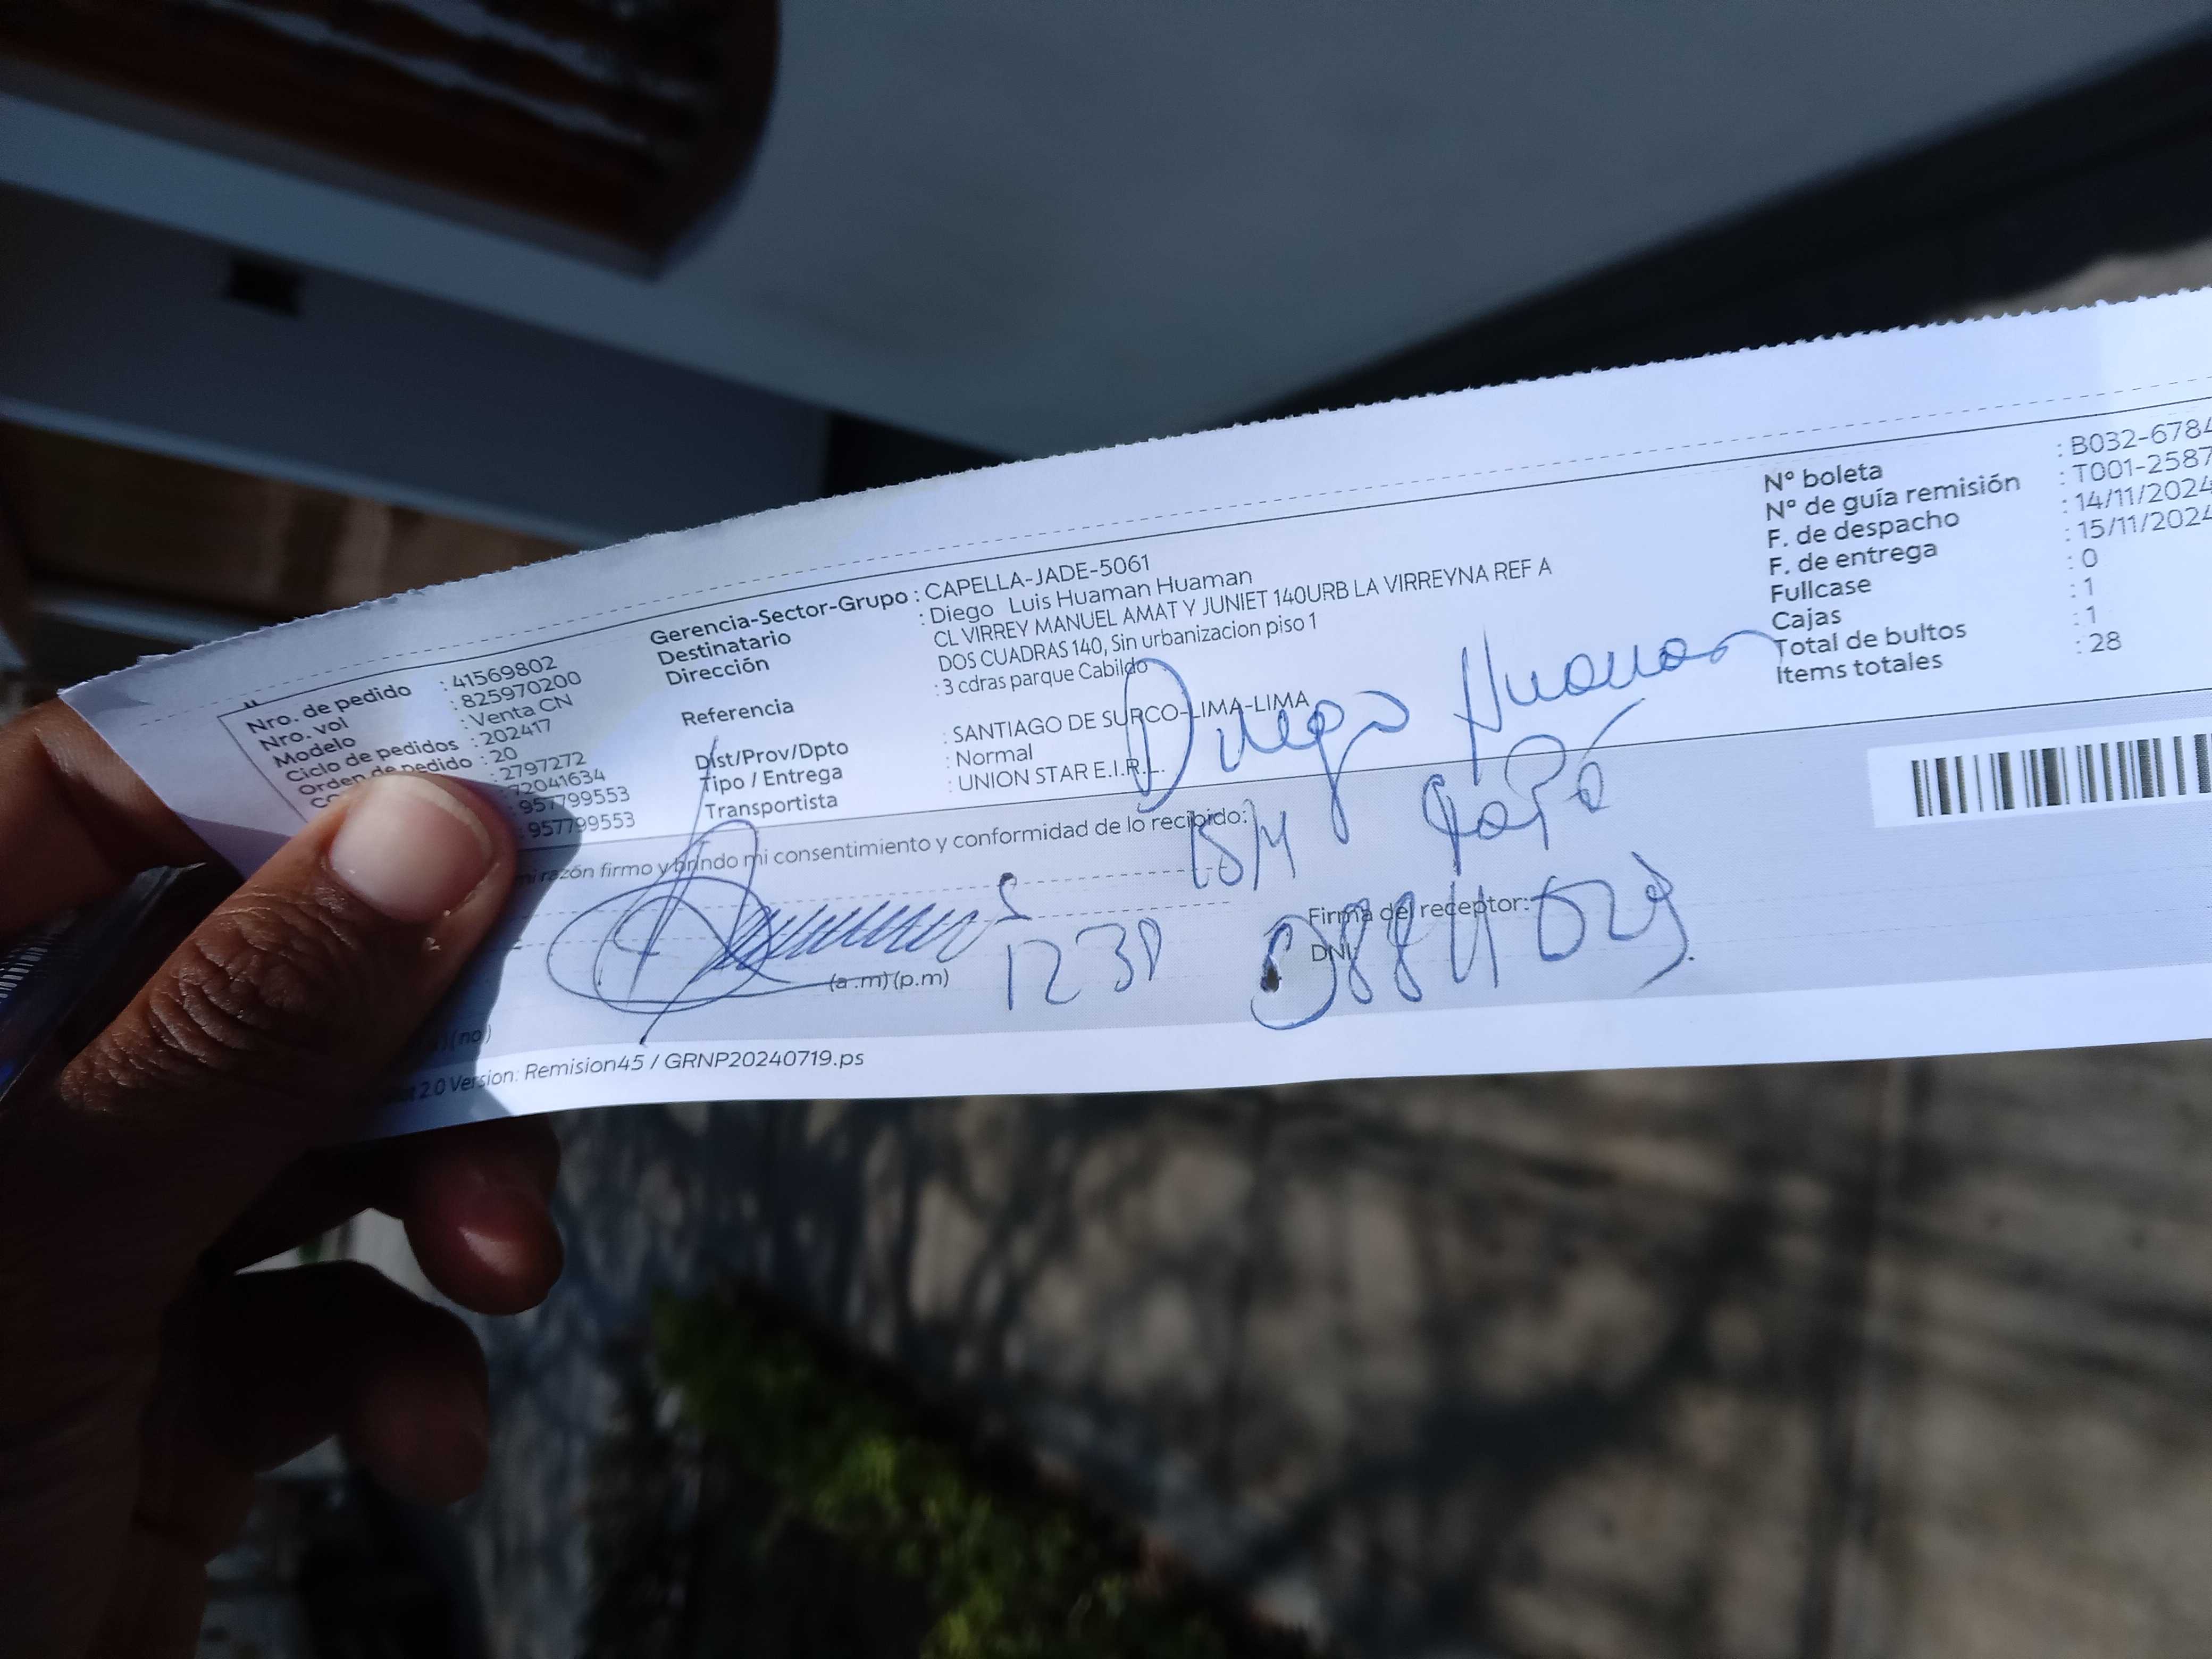 Nro. de pedido : 41569802
Nro. vol : 825970200
Modelo : Venta CN
Ciclo de pedidos : 202417
Orden de pedido : 20
: 2797272
: 72041634
: 957799553
: 957799553
Gerencia-Sector-Grupo : CAPELLA-JADE-5061
Destinatario : Diego Luis Huaman Huaman
Dirección CL VIRREY MANUEL AMAT Y JUNIET 140URB LA VIRREYNA REF A
DOS CUADRAS 140, Sin urbanizacion piso 1
Referencia : 3 cdras parque Cabildo
Dist/Prov/Dpto : SANTIAGO DE SURCO-LIMA-LIMA
Tipo / Entrega : Normal
Transportista : UNION STAR E.I.R.L.
Nº boleta : B032-6784
Nº de guía remisión : T001-2587
F. de despacho : 14/11/2024
F. de entrega : 15/11/2024
Fullcase : 0
Cajas : 1
Total de bultos : 1
Items totales : 28
Diego Huaman
Papá
mi razón firmo y brindo mi consentimiento y conformidad de lo recibido:
15/11
Firma del receptor:
DNI
(a .m) (p.m)
1230
(no)
2.0 Version: Remision45 / GRNP20240719.ps